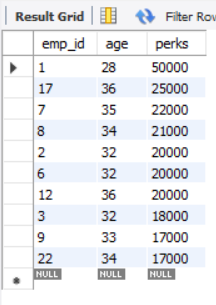 Result Grid Filter Row
emp_id age perks
1 28 50000
17 36 25000
7 35 22000
8 34 21000
2 32 20000
6 32 20000
12 36 20000
3 32 18000
9 33 17000
22 34 17000
NULL NULL NULL